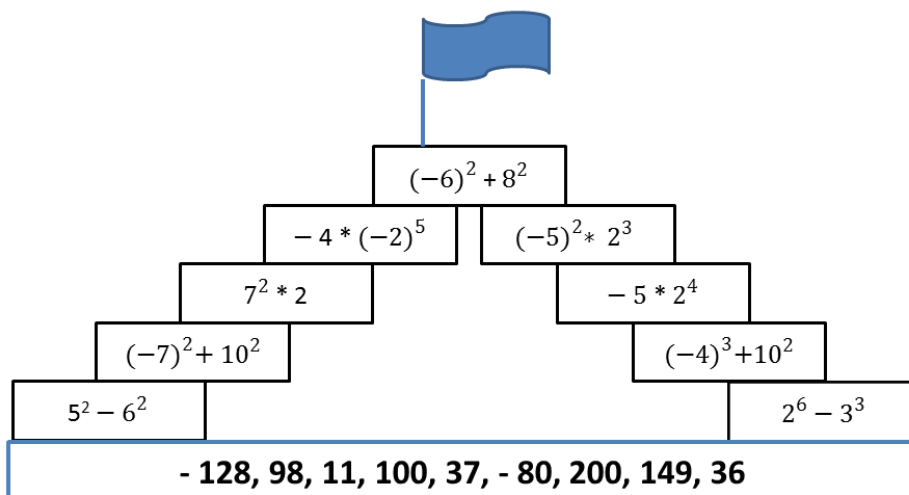 (−6)² + 8²
− 4 * (−2)⁵
(−5)² * 2³
7² * 2
− 5 * 2⁴
(−7)² + 10²
(−4)³ +10²
5² − 6²
2⁶ − 3³
- 128, 98, 11, 100, 37, - 80, 200, 149, 36